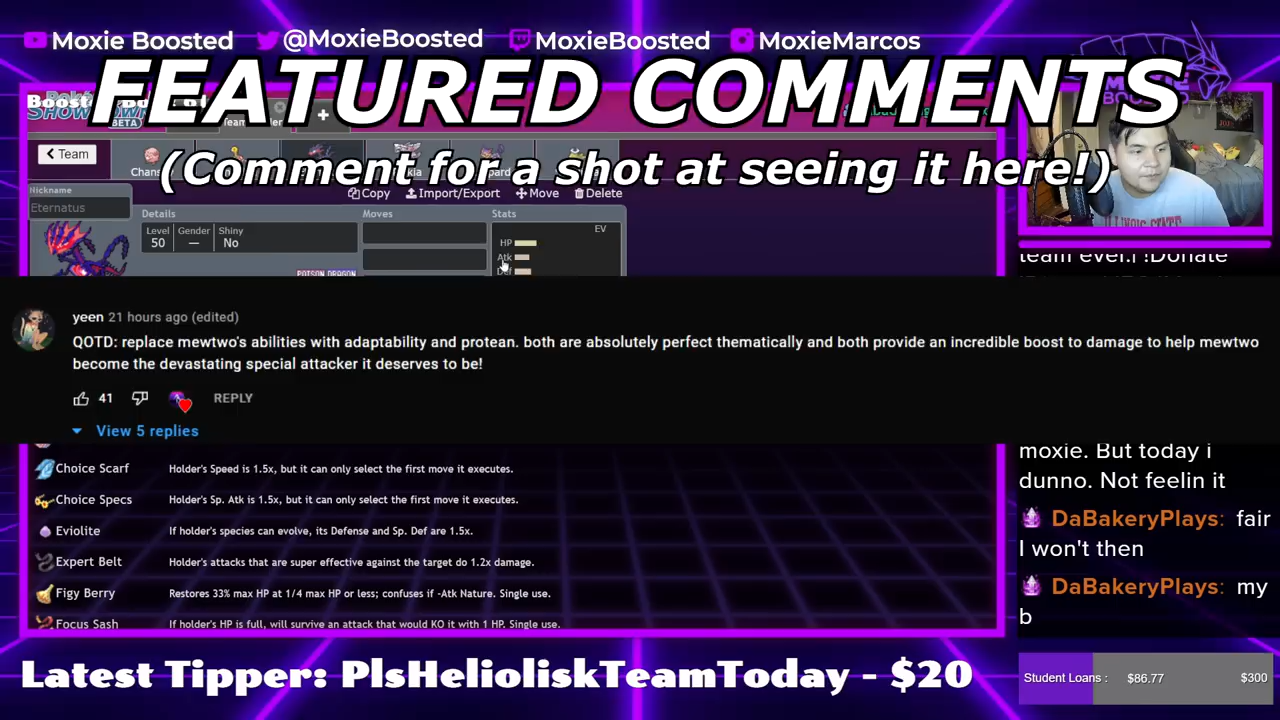 Moxie Boosted @MoxieBoosted MoxieBoosted MoxieMarcos
FEATURED COMMENTS
(Comment for a shot at seeing it here!)
SHOW
BETA
+
Team
Copy Import/Export Move Delete
Nickname
Eternatus
Details
Moves
Stats
Level Gender Shiny
50 — No
EV
HP
Atk
POISON DRAGON
team ever.| !Donate
yeen 21 hours ago (edited)
QOTD: replace mewtwo's abilities with adaptability and protean. both are absolutely perfect thematically and both provide an incredible boost to damage to help mewtwo
become the devastating special attacker it deserves to be!
41 REPLY
View 5 replies
Choice Scarf Holder's Speed is 1.5x, but it can only select the first move it executes.
Choice Specs Holder's Sp. Atk is 1.5x, but it can only select the first move it executes.
Eviolite If holder's species can evolve, its Defense and Sp. Def are 1.5x.
Expert Belt Holder's attacks that are super effective against the target do 1.2x damage.
Figy Berry Restores 33% max HP at 1/4 max HP or less; confuses if -Atk Nature. Single use.
Focus Sash If holder's HP is full, will survive an attack that would KO it with 1 HP. Single use.
moxie. But today i
dunno. Not feelin it
DaBakeryPlays: fair
I won't then
DaBakeryPlays: my
b
Latest Tipper: PlsHelioliskTeamToday - $20
Student Loans : $86.77 $300